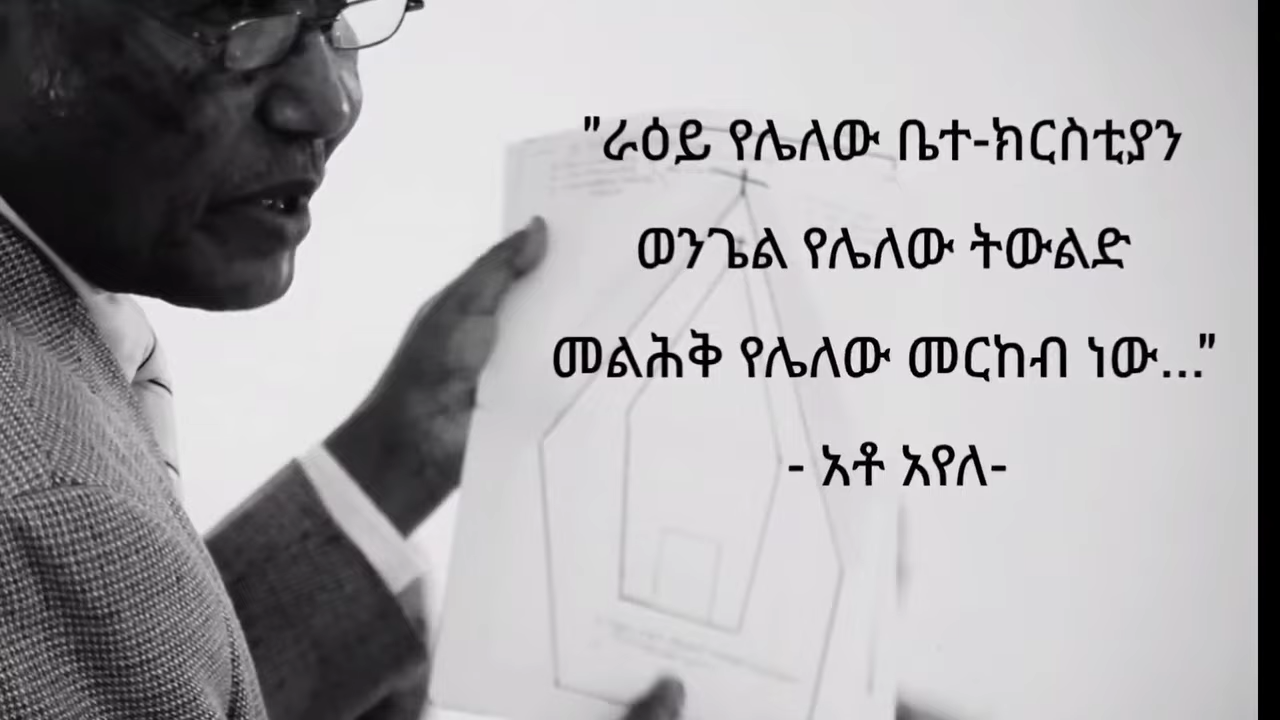 "ራዕይ የሌለው ቤተ-ክርስቲያን
ወንጌል የሌለው ትውልድ
መልሕቅ የሌለው መርከብ ነው..."
- አቶ አየለ-